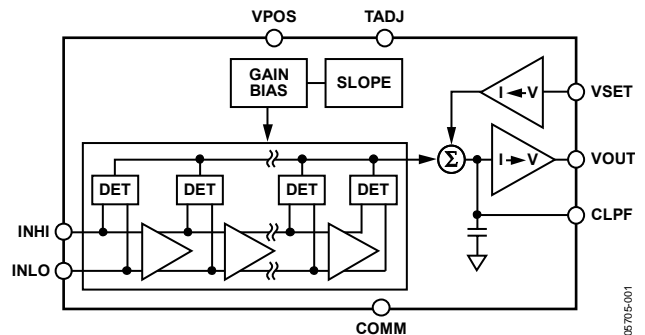 VPOS TADJ
GAIN
BIAS
SLOPE
I V
VSET
Σ
I V
VOUT
DET DET DET DET
CLPF
INHI
INLO
COMM
05705-001